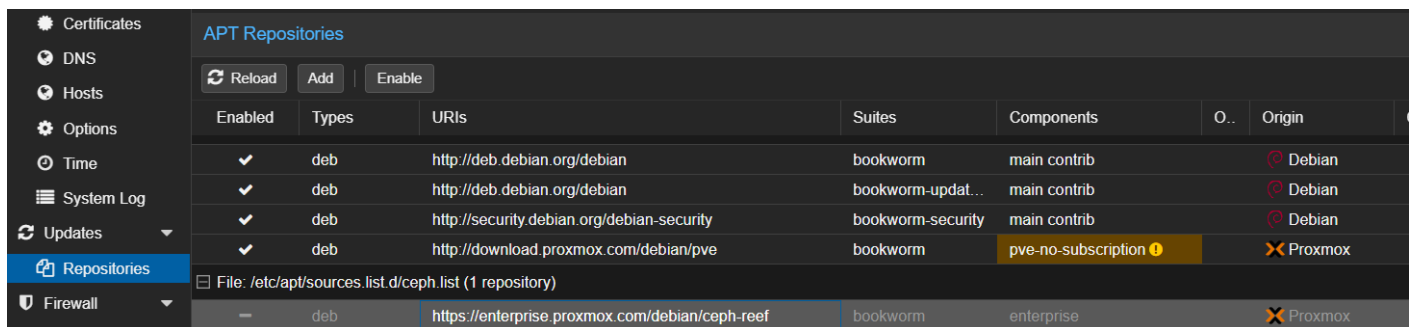 Certificates
DNS
Hosts
Options
Time
System Log
Updates
Repositories
Firewall
APT Repositories
Reload Add Enable
Enabled Types URIs Suites Components O.. Origin
deb http://deb.debian.org/debian bookworm main contrib Debian
deb http://deb.debian.org/debian bookworm-updat... main contrib Debian
deb http://security.debian.org/debian-security bookworm-security main contrib Debian
deb http://download.proxmox.com/debian/pve bookworm pve-no-subscription Proxmox
File: /etc/apt/sources.list.d/ceph.list (1 repository)
deb https://enterprise.proxmox.com/debian/ceph-reef bookworm enterprise Proxmox